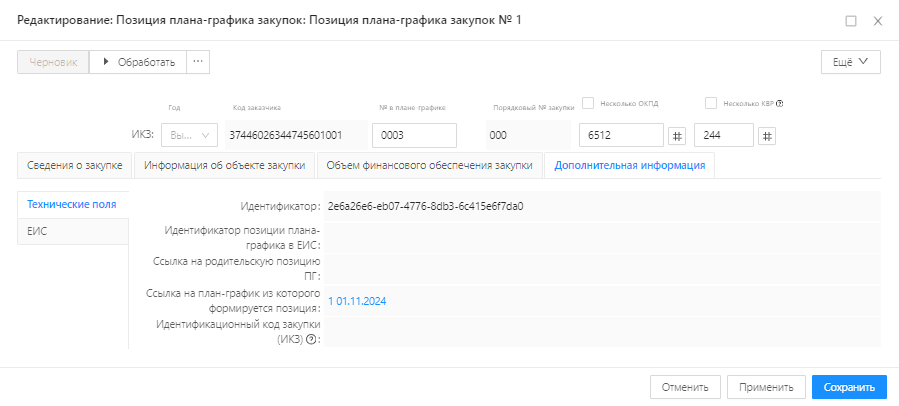 Редактирование: Позиция плана-графика закупок: Позиция плана-графика закупок № 1
Черновик
Обработать
...
Ещё
Год
Код заказчика
№ в плане-графике
Порядковый № закупки
Несколько ОКПД
Несколько КВР
ИКЗ:
Вы...
37446026344745601001
0003
000
6512
#
244
#
Сведения о закупке
Информация об объекте закупки
Объем финансового обеспечения закупки
Дополнительная информация
Технические поля
ЕИС
Идентификатор:
2e6a26e6-eb07-4776-8db3-6c415e6f7da0
Идентификатор позиции плана-
графика в ЕИС:
Ссылка на родительскую позицию
ПГ:
Ссылка на план-график из которого
формируется позиция:
1 01.11.2024
Идентификационный код закупки
(ИКЗ) ?:
Отменить
Применить
Сохранить